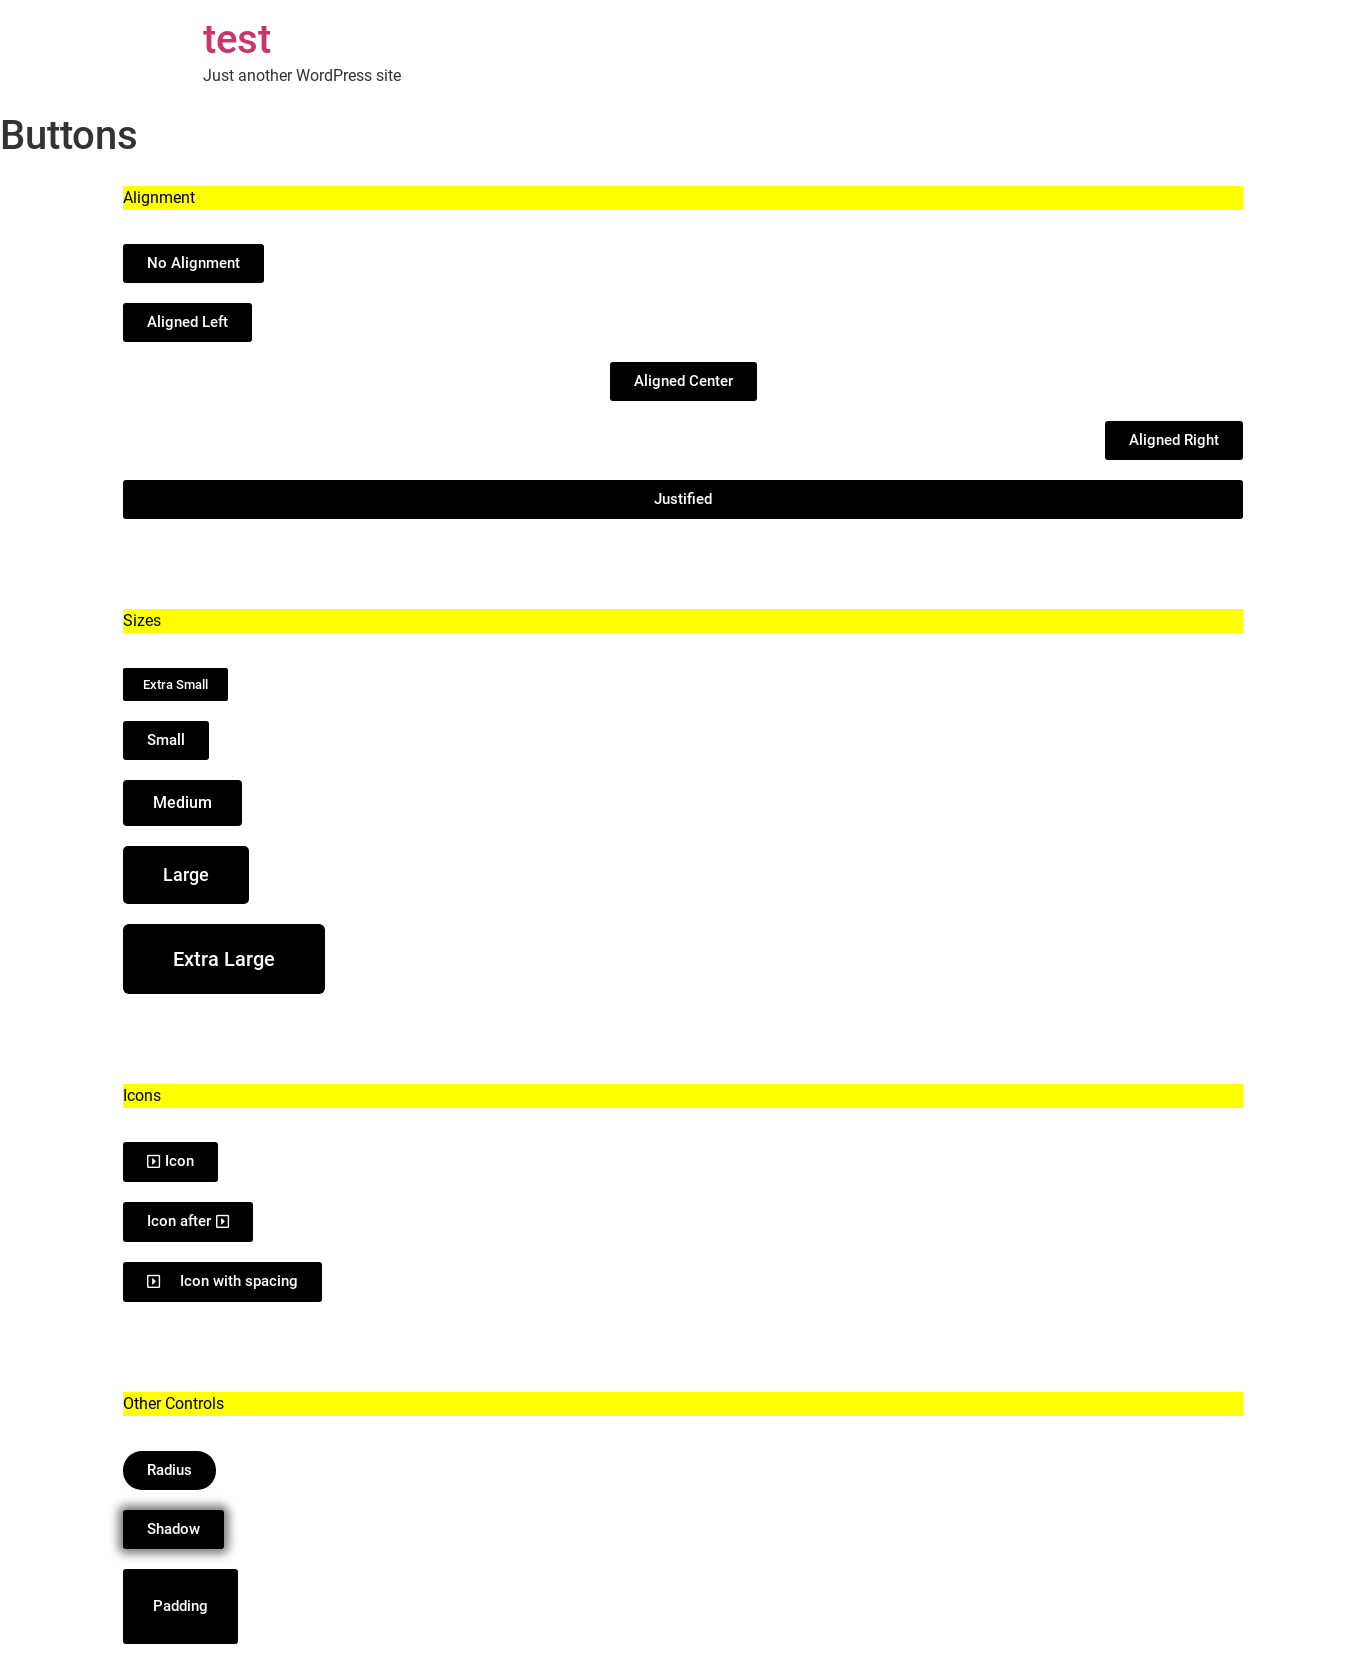 test
Just another WordPress site
Buttons
Alignment
No Alignment
Aligned Left
Aligned Center
Aligned Right
Justified
Sizes
Extra Small
Small
Medium
Large
Extra Large
Icons
Icon
Icon after
Icon with spacing
Other Controls
Radius
Shadow
Padding